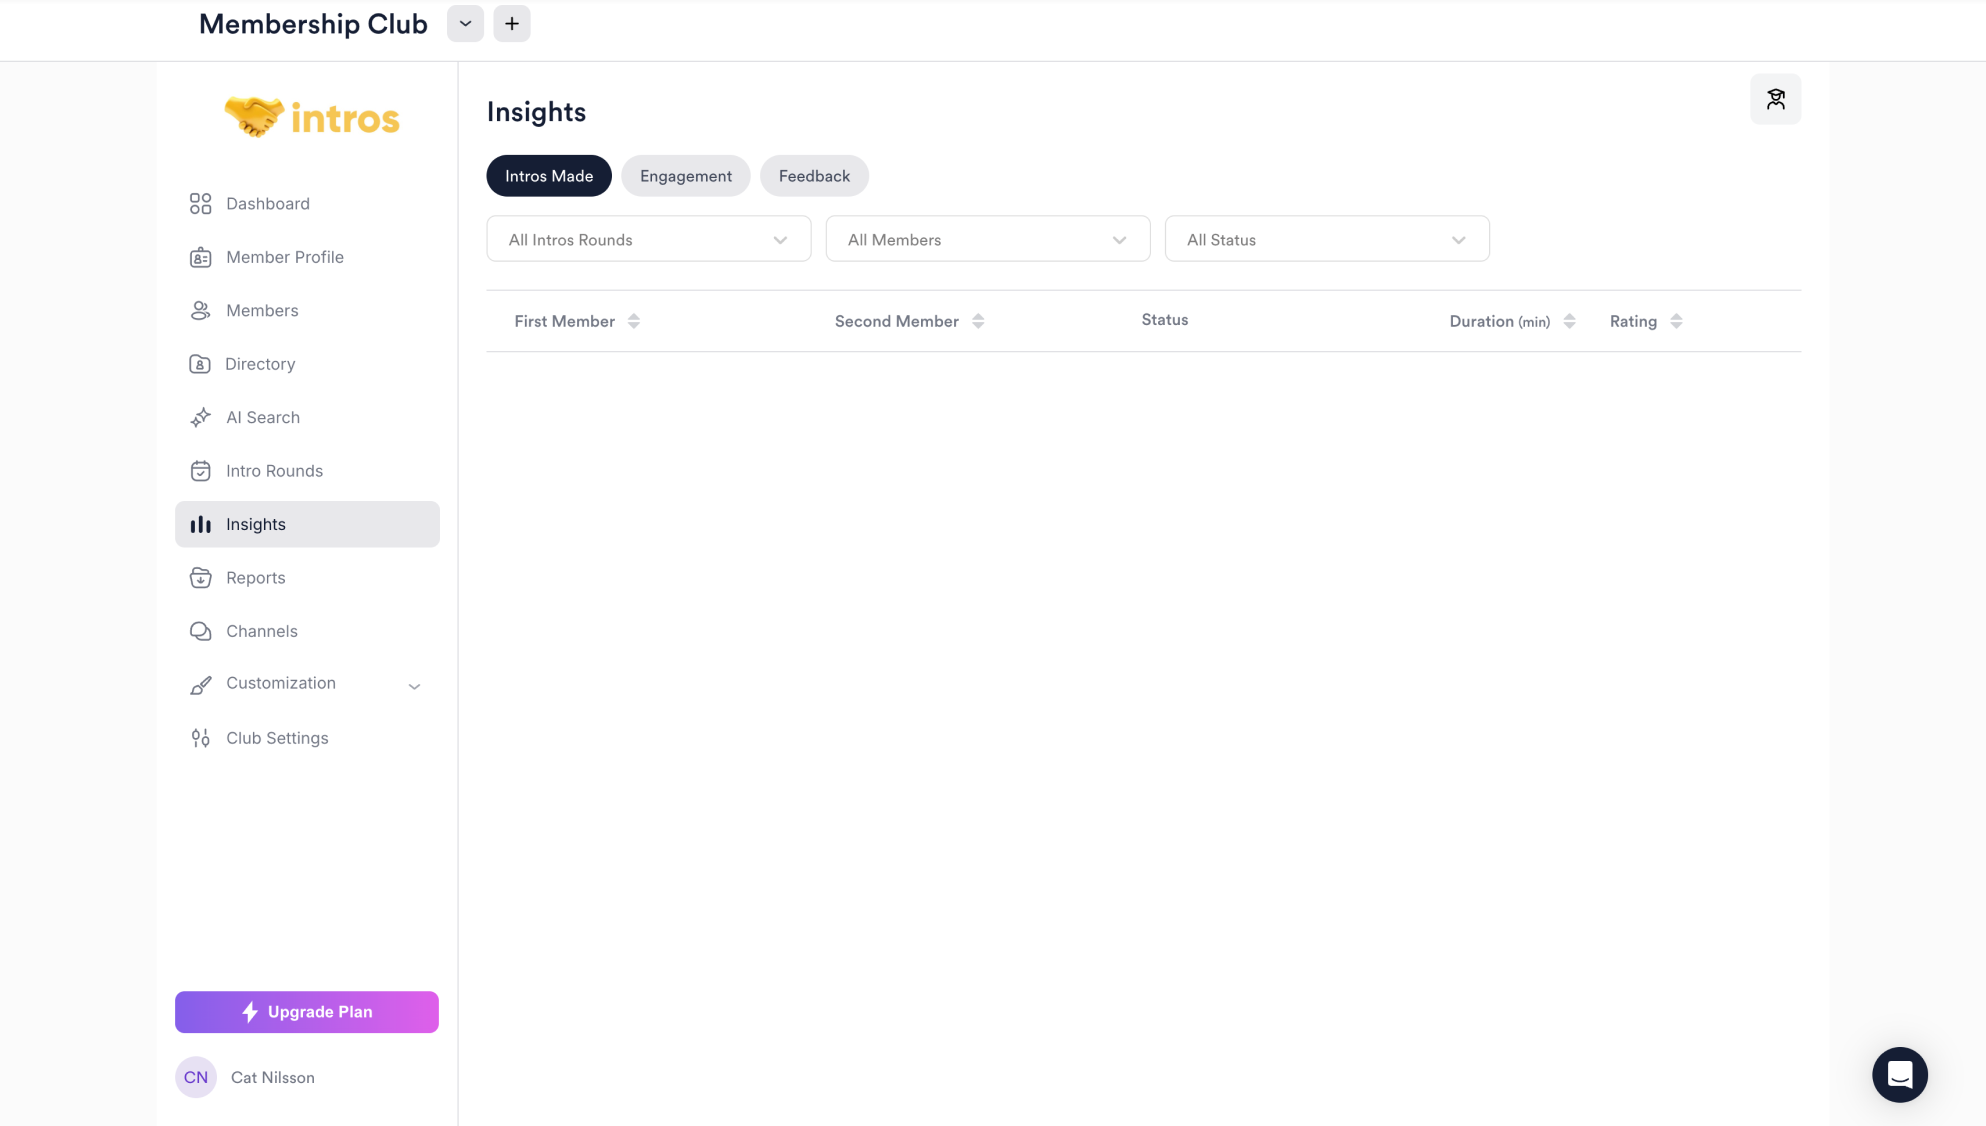 Membership Club
intros
Dashboard
Member Profile
Members
Directory
AI Search
Intro Rounds
Insights
Reports
Channels
Customization
Club Settings
Upgrade Plan
CN Cat Nilsson
Insights
Intros Made Engagement Feedback
All Intros Rounds All Members All Status
First Member Second Member Status Duration (min) Rating